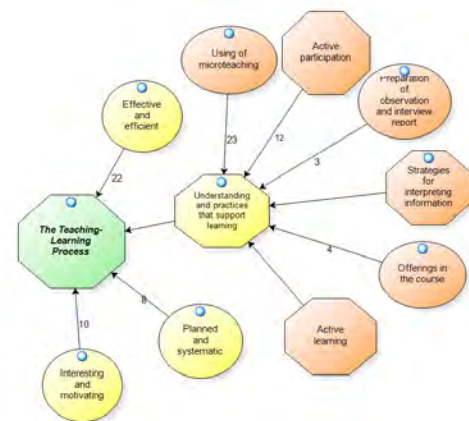 Using of
microteaching
Active
participation
Preparation
of
observation
and interview
report
Effective
and
efficient
23
12
3
22
Strategies
for
interpreting
information
Understanding
and practices
that support
learning
The Teaching-
Learning
Process
4
Offerings in
the course
8
10
Planned
and
systematic
Active
learning
Interesting
and
motivating